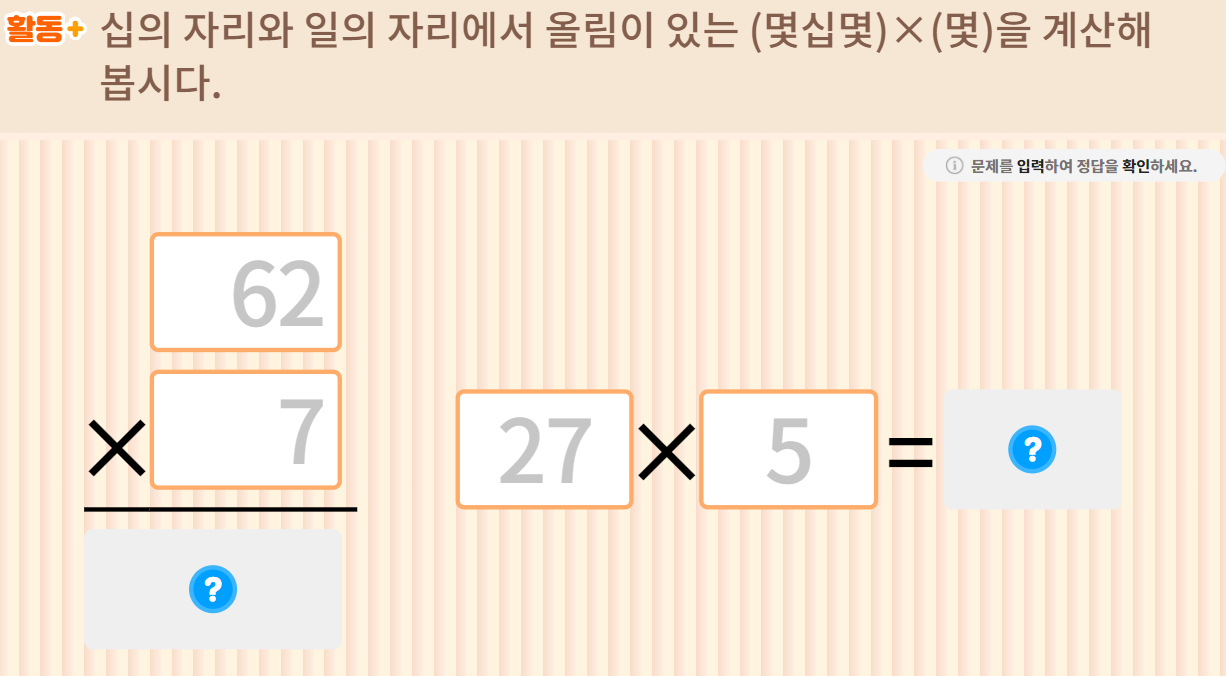 활동+ 십의 자리와 일의 자리에서 올림이 있는 (몇십몇)×(몇)을 계산해
봅시다.
i 문제를 입력하여 정답을 확인하세요.
62
× 7
?
27 × 5 = ?